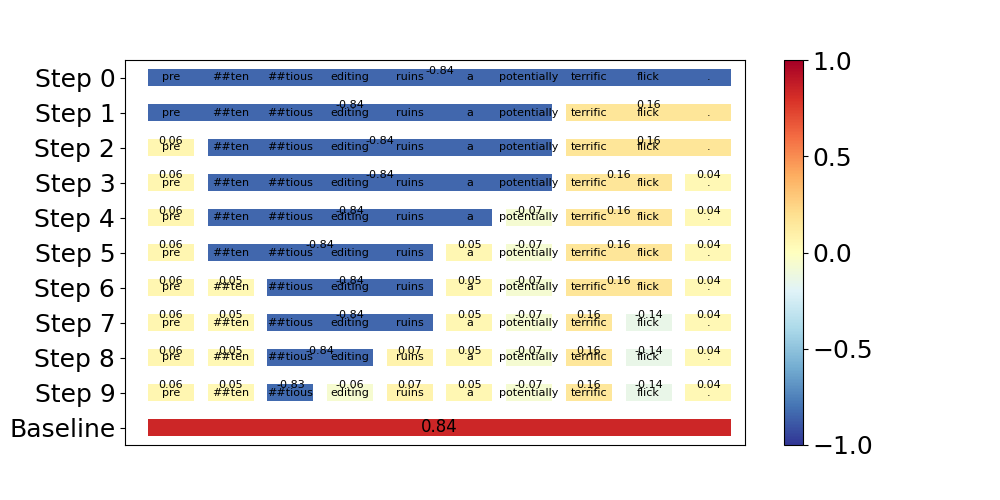 -0.84
Step 0 pre ##ten ##tious editing ruins a potentially terrific flick .
-0.84 0.16
Step 1 pre ##ten ##tious editing ruins a potentially terrific flick .
0.06 -0.84 0.16
Step 2 pre ##ten ##tious editing ruins a potentially terrific flick .
0.06 -0.84 0.16 0.04
Step 3 pre ##ten ##tious editing ruins a potentially terrific flick .
0.06 -0.84 -0.07 0.16 0.04
Step 4 pre ##ten ##tious editing ruins a potentially terrific flick .
0.06 -0.84 0.05 -0.07 0.16 0.04
Step 5 pre ##ten ##tious editing ruins a potentially terrific flick .
0.06 0.05 -0.84 0.05 -0.07 0.16 0.04
Step 6 pre ##ten ##tious editing ruins a potentially terrific flick .
0.06 0.05 -0.84 0.05 -0.07 0.16 -0.14 0.04
Step 7 pre ##ten ##tious editing ruins a potentially terrific flick .
0.06 0.05 -0.84 0.07 0.05 -0.07 0.16 -0.14 0.04
Step 8 pre ##ten ##tious editing ruins a potentially terrific flick .
0.06 0.05 -0.83 -0.06 0.07 0.05 -0.07 0.16 -0.14 0.04
Step 9 pre ##ten ##tious editing ruins a potentially terrific flick .
Baseline 0.84
1.0
0.5
0.0
−0.5
−1.0